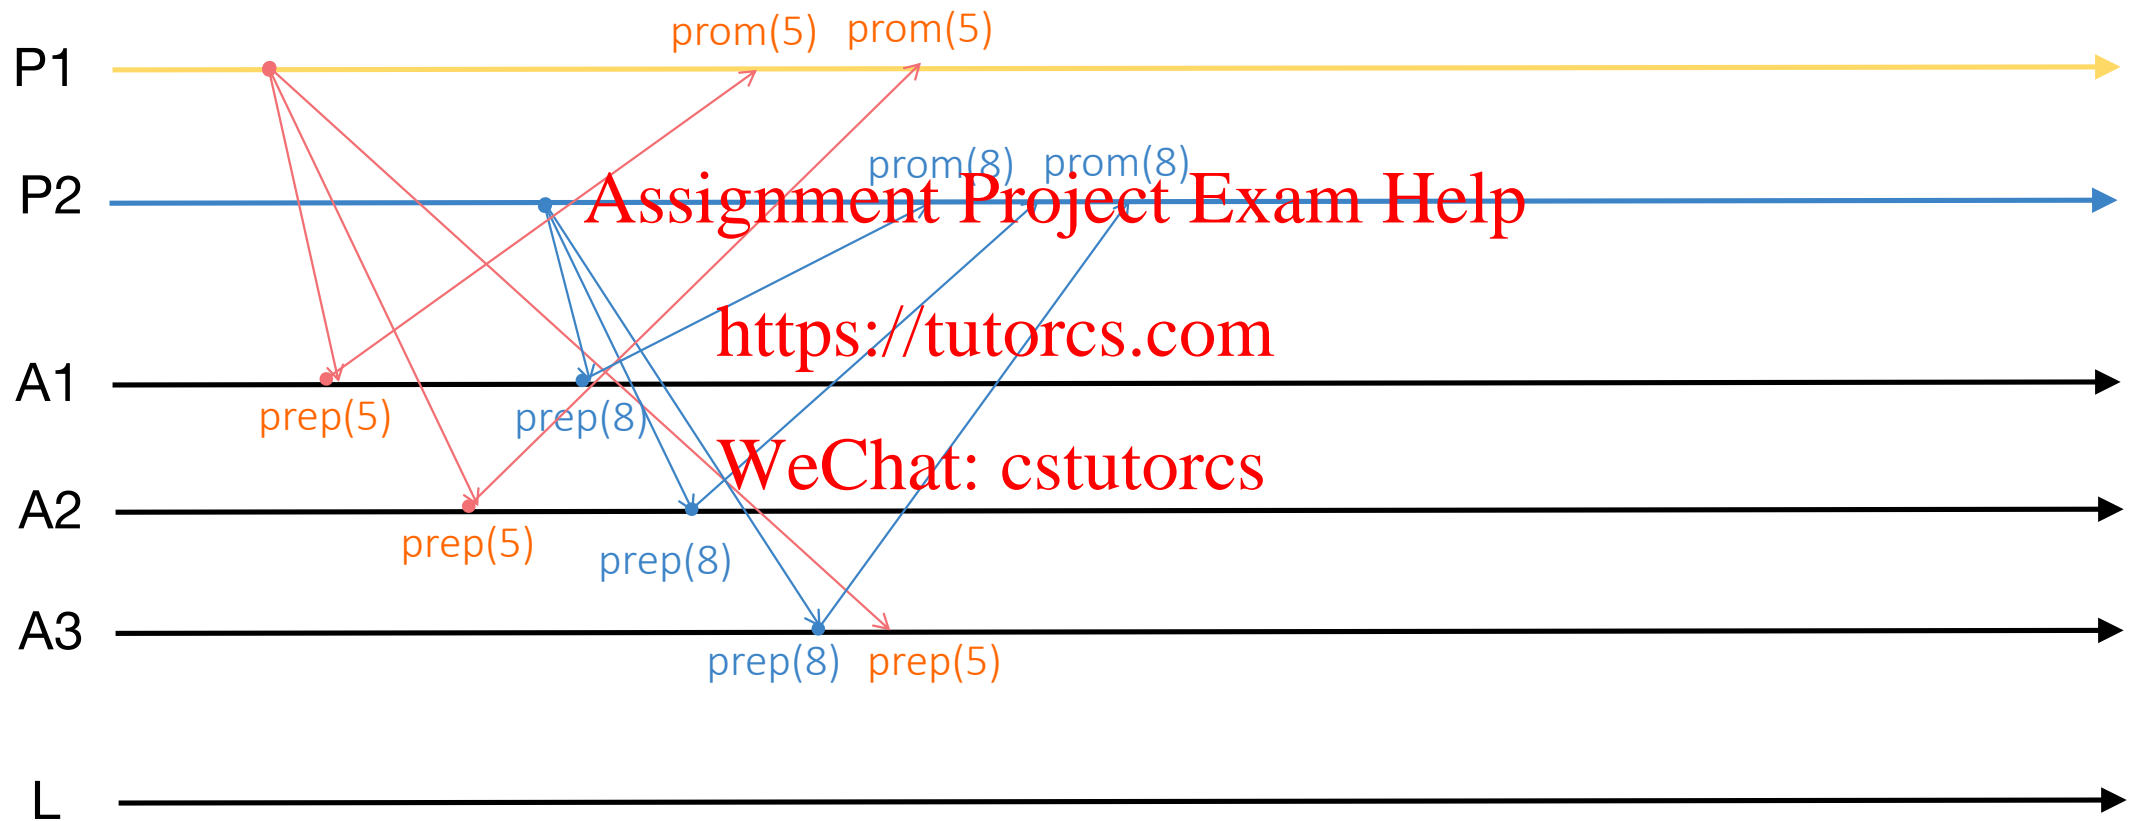 prom(5) prom(5)
P1
prom(8) prom(8)
P2
Assignment Project Exam Help
https://tutorcs.com
A1
prep(5) prep(8)
WeChat: cstutorcs
A2
prep(5) prep(8)
A3
prep(8) prep(5)
L